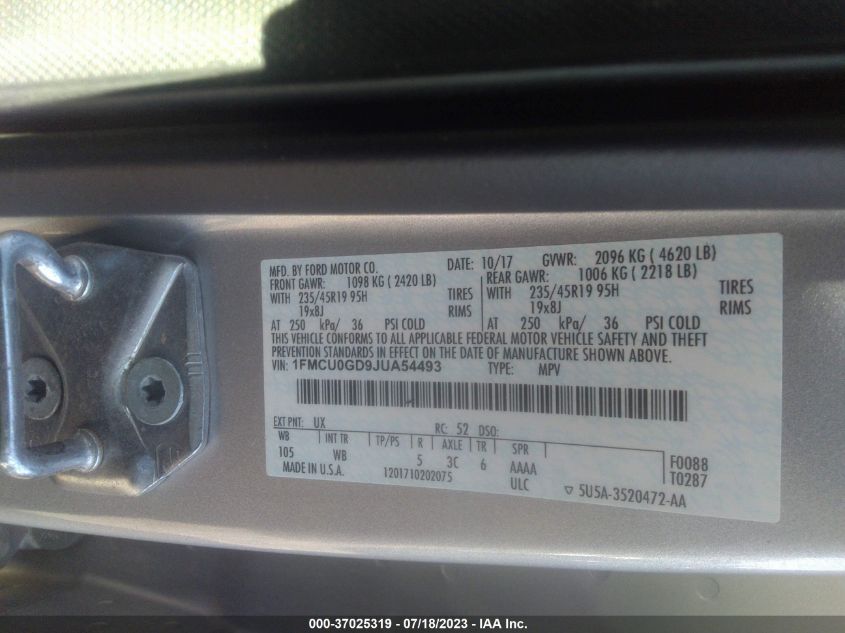 MFD. BY FORD MOTOR CO. DATE: 10/17 GVWR: 2096 KG ( 4620 LB)
FRONT GAWR: 1098 KG ( 2420 LB) REAR GAWR: 1006 KG ( 2218 LB)
WITH 235/45R19 95H TIRES WITH 235/45R19 95H TIRES
19x8J RIMS 19x8J RIMS
AT 250 kPa/ 36 PSI COLD AT 250 kPa/ 36 PSI COLD
THIS VEHICLE CONFORMS TO ALL APPLICABLE FEDERAL MOTOR VEHICLE SAFETY AND THEFT
PREVENTION STANDARDS IN EFFECT ON THE DATE OF MANUFACTURE SHOWN ABOVE.
VIN: 1FMCU0GD9JUA54493 TYPE: MPV
EXT PNT: UX RC: 52 DSO:
WB INT TR TP/PS R AXLE TR SPR
105 WB 5 3C 6 AAAA F0088
ULC T0287
MADE IN U.S.A. 1201710202075 ▽ 5U5A-3520472-AA
000-37025319 - 07/18/2023 - IAA Inc.